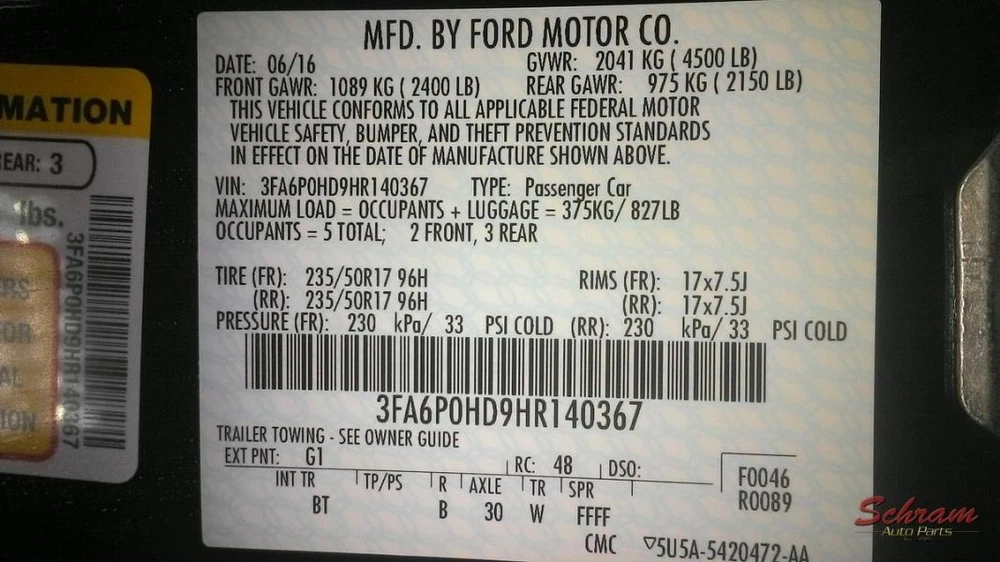 MFD. BY FORD MOTOR CO.
DATE: 06/16 GVWR: 2041 KG ( 4500 LB)
FRONT GAWR: 1089 KG ( 2400 LB) REAR GAWR: 975 KG ( 2150 LB)
THIS VEHICLE CONFORMS TO ALL APPLICABLE FEDERAL MOTOR
VEHICLE SAFETY, BUMPER, AND THEFT PREVENTION STANDARDS
IN EFFECT ON THE DATE OF MANUFACTURE SHOWN ABOVE.
VIN: 3FA6P0HD9HR140367 TYPE: Passenger Car
MAXIMUM LOAD = OCCUPANTS + LUGGAGE = 375KG/ 827LB
OCCUPANTS = 5 TOTAL; 2 FRONT, 3 REAR
TIRE (FR): 235/50R17 96H RIMS (FR): 17x7.5J
(RR): 235/50R17 96H (RR): 17x7.5J
PRESSURE (FR): 230 kPa/ 33 PSI COLD (RR): 230 kPa/ 33 PSI COLD
3FA6P0HD9HR140367
TRAILER TOWING - SEE OWNER GUIDE
EXT PNT: G1 RC: 48 DSO:
INT TR TP/PS R AXLE TR SPR
BT B 30 W FFFF
F0046
R0089
CMC ▽5U5A-5420472-AA
MATION
EAR: 3
lbs.
3FA6P0HD9HR140367
ERS
OR
AL
ION
Schram
Auto Parts